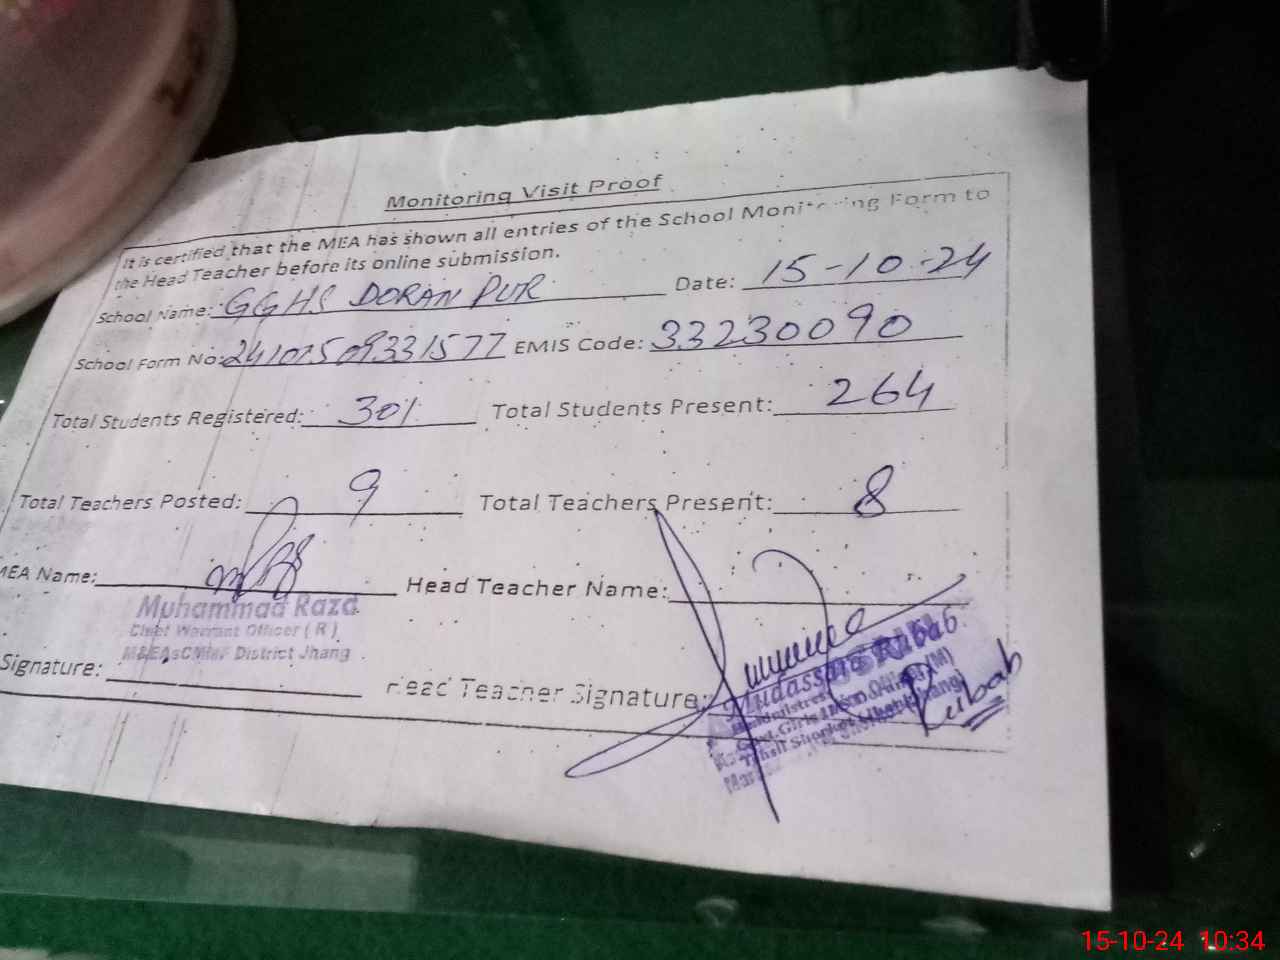 Monitoring Visit Proof
It is certified that the MEA has shown all entries of the School Monitoring Form to
the Head Teacher before its online submission.
School Name: GGHS DORAN PUR Date: 15-10-24
School Form No: 24107509331577 EMIS Code: 33230090
Total Students Registered: 301 Total Students Present: 264
Total Teachers Posted: 9 Total Teachers Present: 8
MEA Name: Head Teacher Name:
Muhammad Raza
Chief Warrant Officer ( R )
District Jhang
Signature: Head Teacher Signature:
Mudassara Rubab
Rubab
15-10-24 10:34